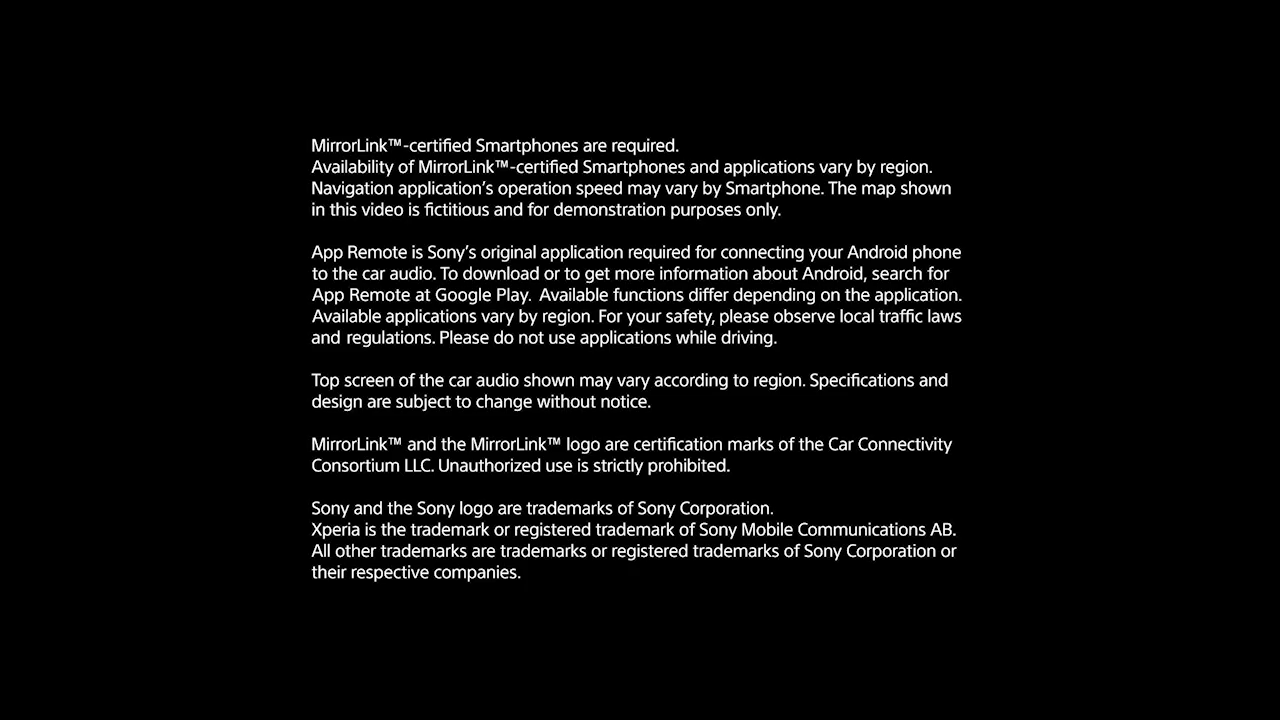 MirrorLink™-certified Smartphones are required.
Availability of MirrorLink™-certified Smartphones and applications vary by region.
Navigation application’s operation speed may vary by Smartphone. The map shown
in this video is fictitious and for demonstration purposes only.
App Remote is Sony’s original application required for connecting your Android phone
to the car audio. To download or to get more information about Android, search for
App Remote at Google Play.  Available functions differ depending on the application.
Available applications vary by region. For your safety, please observe local traffic laws
and regulations. Please do not use applications while driving.
Top screen of the car audio shown may vary according to region. Specifications and
design are subject to change without notice.
MirrorLink™ and the MirrorLink™ logo are certification marks of the Car Connectivity
Consortium LLC. Unauthorized use is strictly prohibited.
Sony and the Sony logo are trademarks of Sony Corporation.
Xperia is the trademark or registered trademark of Sony Mobile Communications AB.
All other trademarks are trademarks or registered trademarks of Sony Corporation or
their respective companies.